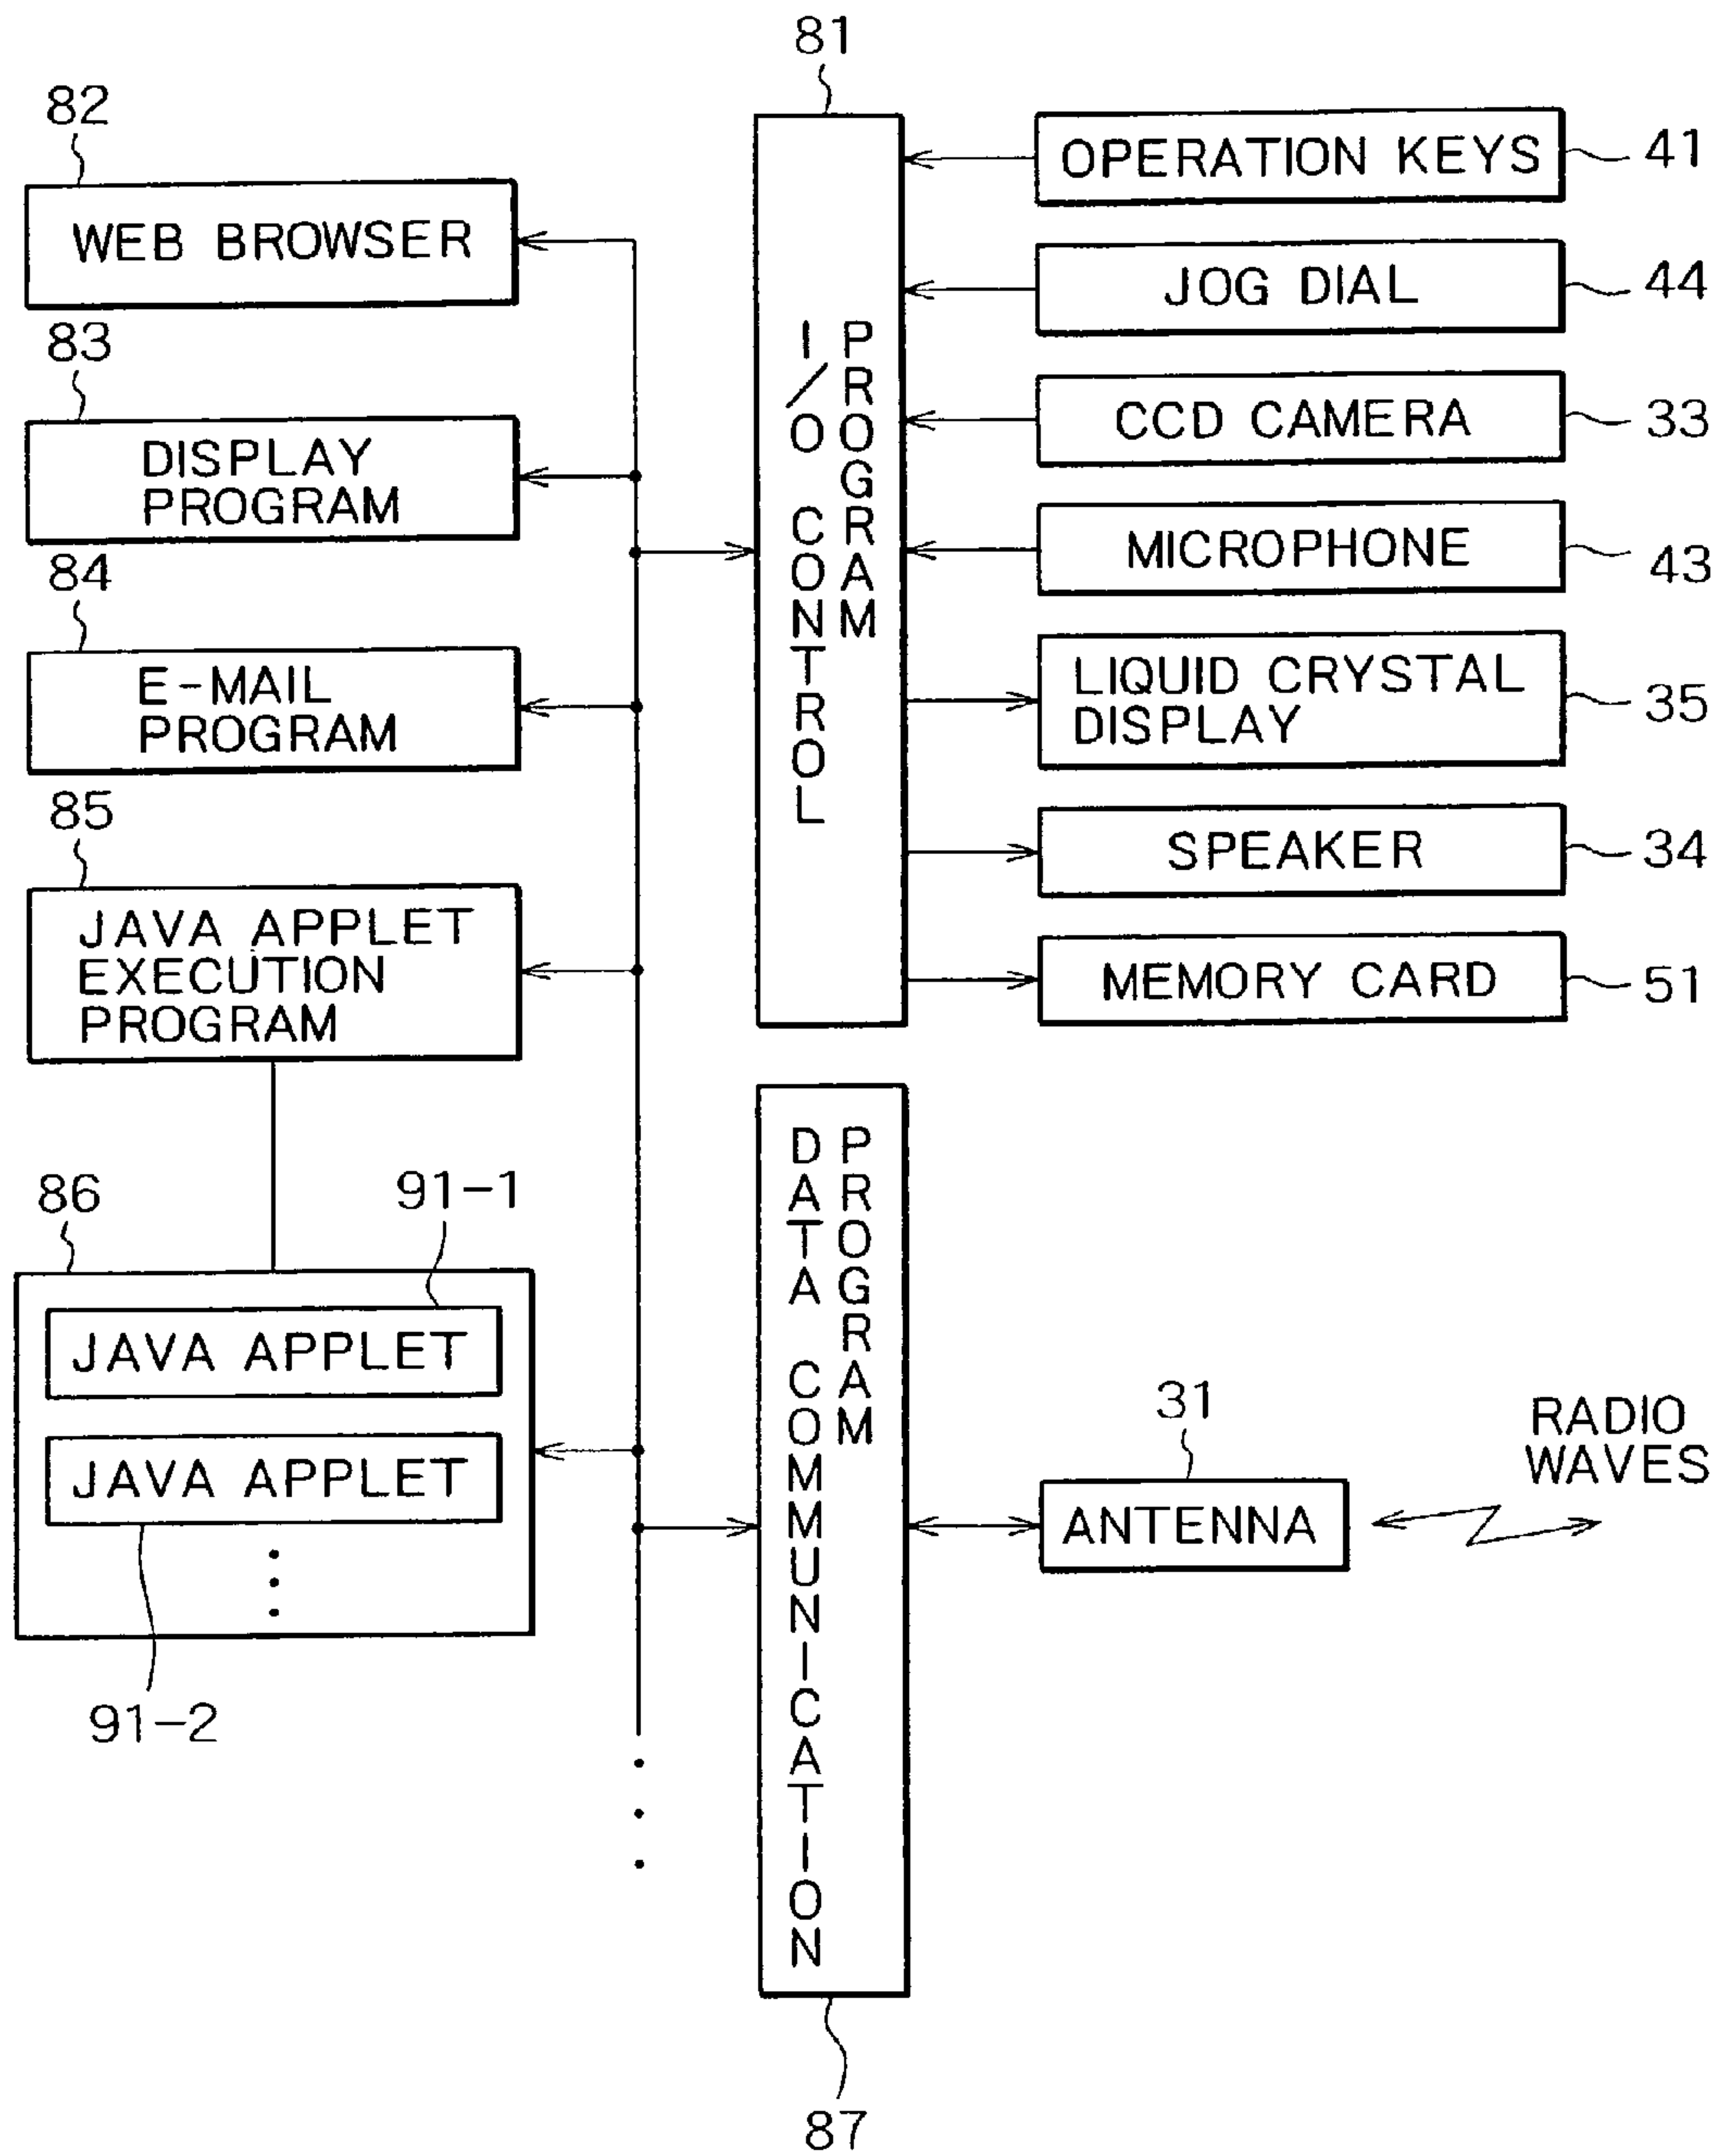 81
82
WEB BROWSER
83
DISPLAY
PROGRAM
84
E-MAIL
PROGRAM
85
JAVA APPLET
EXECUTION
PROGRAM
86
91-1
JAVA APPLET
JAVA APPLET
91-2
I/O CONTROL
PROGRAM
OPERATION KEYS
41
JOG DIAL
44
CCD CAMERA
33
MICROPHONE
43
LIQUID CRYSTAL
DISPLAY
35
SPEAKER
34
MEMORY CARD
51
DATA COMMUNICATION
PROGRAM
87
31
ANTENNA
RADIO
WAVES